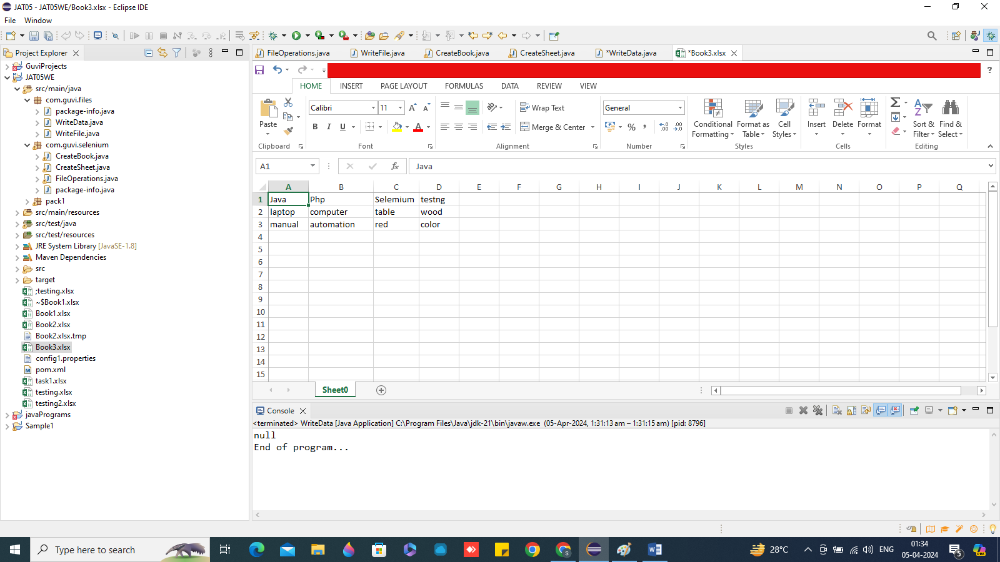 JAT05 - JAT05WE/Book3.xlsx - Eclipse IDE
File Window
Project Explorer
GuviProjects
JAT05WE
src/main/java
com.guvi.files
package-info.java
WriteData.java
WriteFile.java
com.guvi.selenium
CreateBook.java
CreateSheet.java
FileOperations.java
package-info.java
pack1
src/main/resources
src/test/java
src/test/resources
JRE System Library [JavaSE-1.8]
Maven Dependencies
src
target
;testing.xlsx
~$Book1.xlsx
Book1.xlsx
Book2.xlsx
Book2.xlsx.tmp
Book3.xlsx
config1.properties
pom.xml
task1.xlsx
testing.xlsx
testing2.xlsx
javaPrograms
Sample1
FileOperations.java WriteFile.java CreateBook.java CreateSheet.java *WriteData.java *Book3.xlsx
?
HOME INSERT PAGE LAYOUT FORMULAS DATA REVIEW VIEW
Paste
Clipboard
Calibri 11
B I U
Font
Wrap Text
Merge & Center
Alignment
General
%
Number
Conditional Formatting
Format as Table
Cell Styles
Styles
Insert Delete Format
Cells
Sort & Filter
Find & Select
Editing
A1 fx Java
A B C D E F G H I J K L M N O P Q
1 Java Php Selemium testng
2 laptop computer table wood
3 manual automation red color
4
5
6
7
8
9
10
11
12
13
14
15
Sheet0
Console
<terminated> WriteData [Java Application] C:\Program Files\Java\jdk-21\bin\javaw.exe (05-Apr-2024, 1:31:13 am – 1:31:15 am) [pid: 8796]
null
End of program...
Type here to search
28°C
ENG
01:34
05-04-2024
5